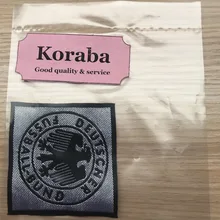 Koraba
Good quality & service
DEUTSCHER
FUSSBALL-BUND